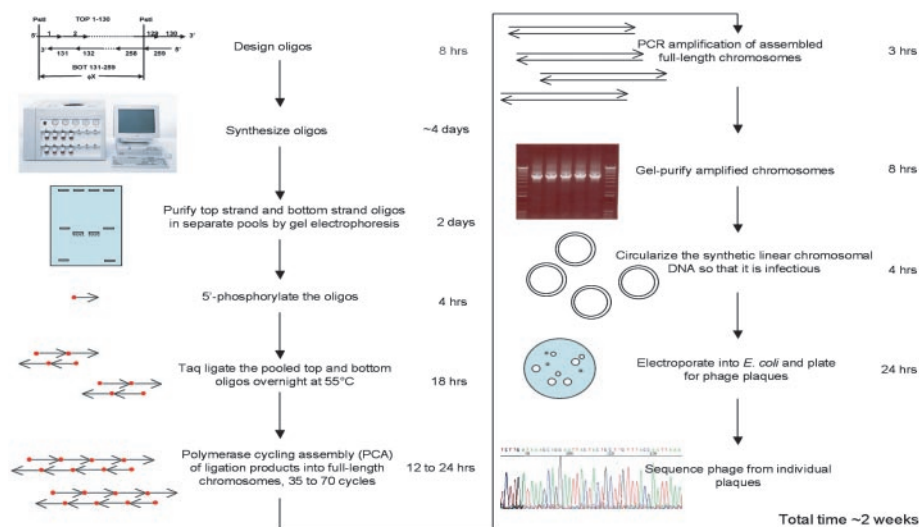 PstI TOP 1-130 PstI
5' 1 2 129 130 3'
3' 131 132 258 259 5'
BOT 131-259
φX
Design oligos
8 hrs
Synthesize oligos
~4 days
Purify top strand and bottom strand oligos
in separate pools by gel electrophoresis
2 days
5'-phosphorylate the oligos
4 hrs
Taq ligate the pooled top and bottom
oligos overnight at 55°C
18 hrs
Polymerase cycling assembly (PCA)
of ligation products into full-length
chromosomes, 35 to 70 cycles
12 to 24 hrs
PCR amplification of assembled
full-length chromosomes
3 hrs
Gel-purify amplified chromosomes
8 hrs
Circularize the synthetic linear chromosomal
DNA so that it is infectious
4 hrs
Electroporate into E. coli and plate
for phage plaques
24 hrs
Sequence phage from individual
plaques
Total time ~2 weeks